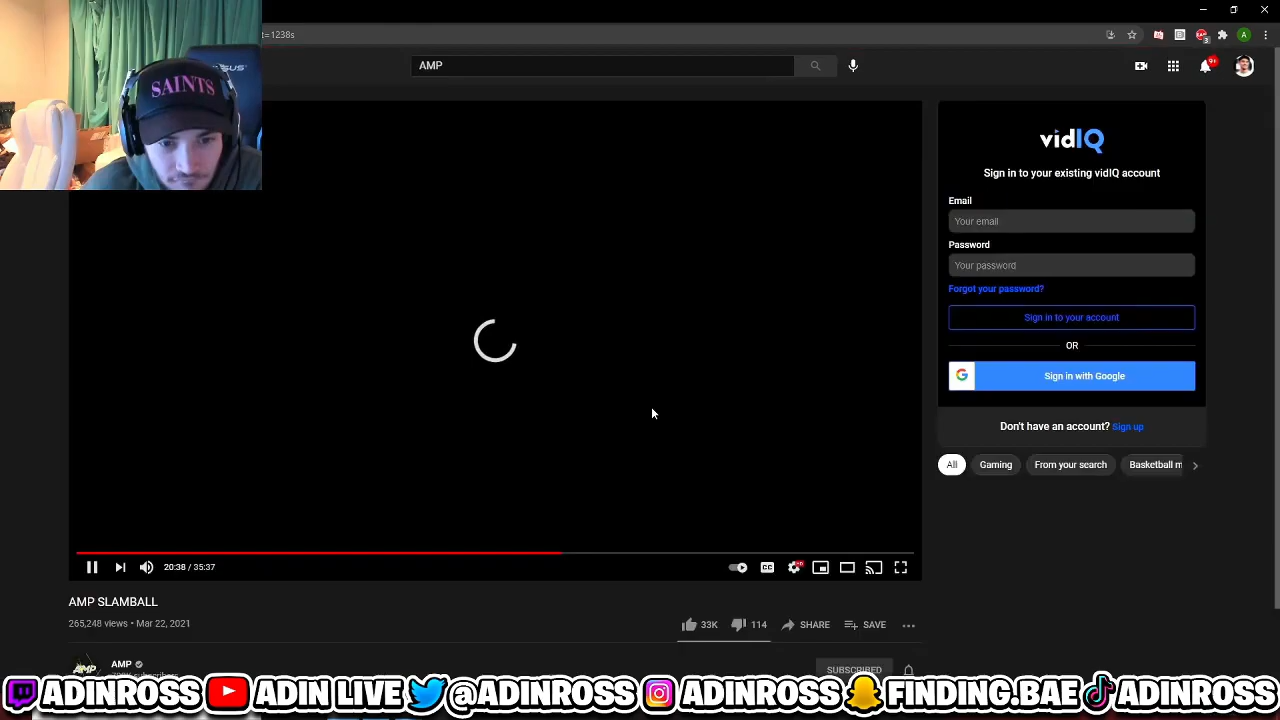 t=1238s
AMP
9+
SAINTS
vidIQ
Sign in to your existing vidIQ account
Email
Your email
Password
Your password
Forgot your password?
Sign in to your account
OR
Sign in with Google
Don't have an account? Sign up
All
Gaming
From your search
Basketball m
20:38 / 35:37
CC
AMP SLAMBALL
265,248 views • Mar 22, 2021
33K
114
SHARE
SAVE
AMP
SUBSCRIBED
ADINROSS
ADIN LIVE
@ADINROSS
ADINROSS
FINDING.BAE
ADINROSS